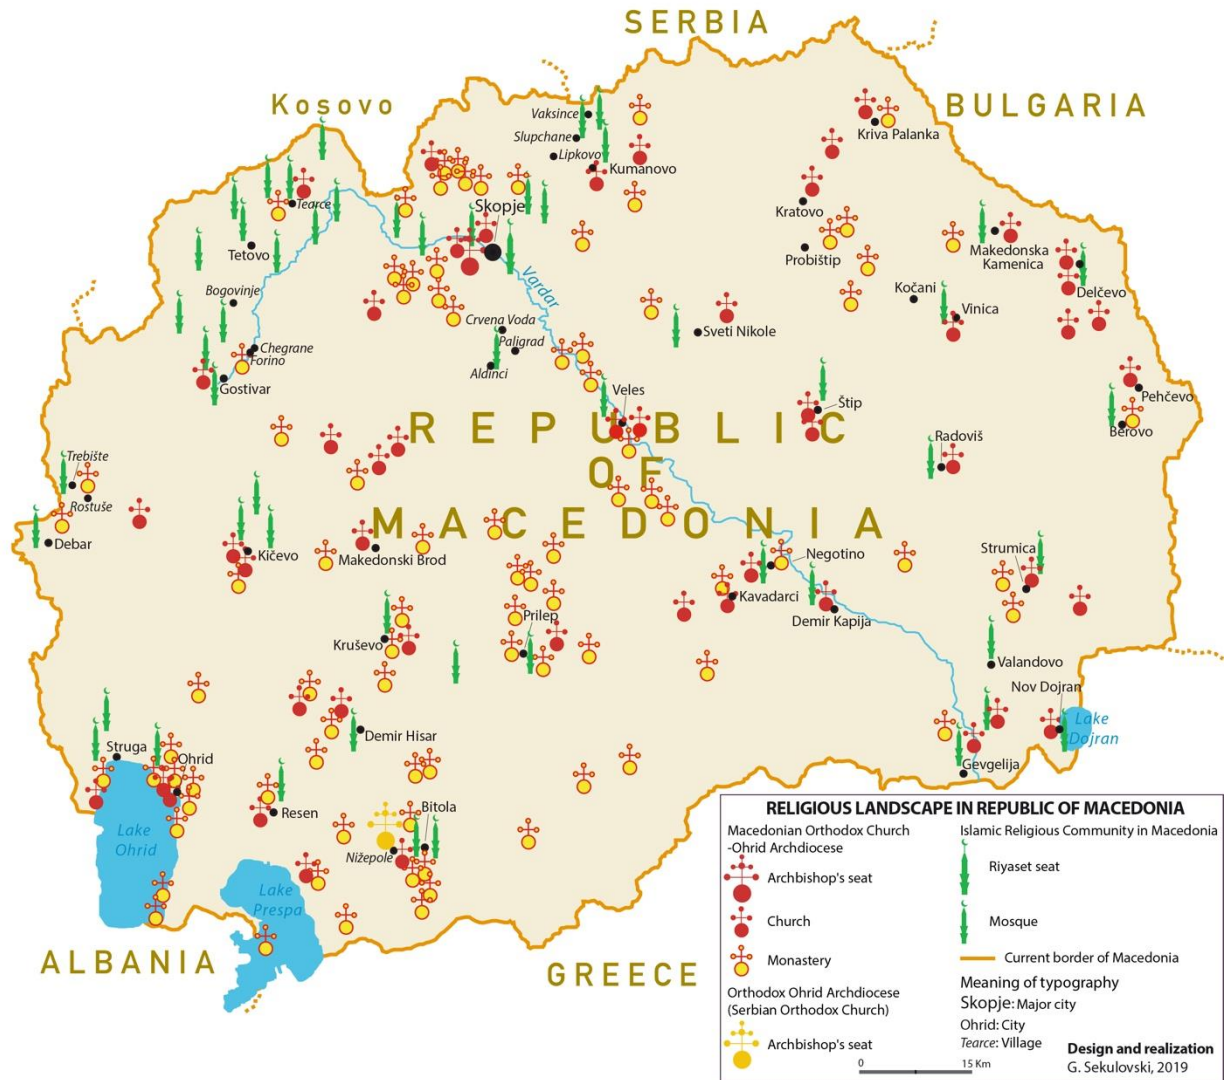 SERBIA
Kosovo
BULGARIA
Vaksince
Slupchane
Lipkovo
Kumanovo
Kriva Palanka
Tearce
Skopje
Kratovo
Tetovo
Probištip
Makedonska
Kamenica
Vardar
Bogovinje
Kočani
Delčevo
Vinica
Crvena Voda
Sveti Nikole
Chegrane
Forino
Paligrad
Aldinci
Gostivar
Veles
Štip
Pehčevo
Berovo
REPUBLIC
OF
MACEDONIA
Radoviš
Trebište
Rostuše
Debar
Kičevo
Makedonski Brod
Negotino
Strumica
Kavadarci
Demir Kapija
Kruševo
Prilep
Valandovo
Nov Dojran
Lake
Dojran
Demir Hisar
Struga
Ohrid
Gevgelija
Resen
Bitola
Nižepole
Lake
Ohrid
Lake
Prespa
ALBANIA
GREECE
RELIGIOUS LANDSCAPE IN REPUBLIC OF MACEDONIA
Macedonian Orthodox Church
-Ohrid Archdiocese
Archbishop's seat
Church
Monastery
Orthodox Ohrid Archdiocese
(Serbian Orthodox Church)
Archbishop's seat
Islamic Religious Community in Macedonia
Riyaset seat
Mosque
Current border of Macedonia
Meaning of typography
Skopje: Major city
Ohrid: City
Tearce: Village
0 15 Km
Design and realization
G. Sekulovski, 2019